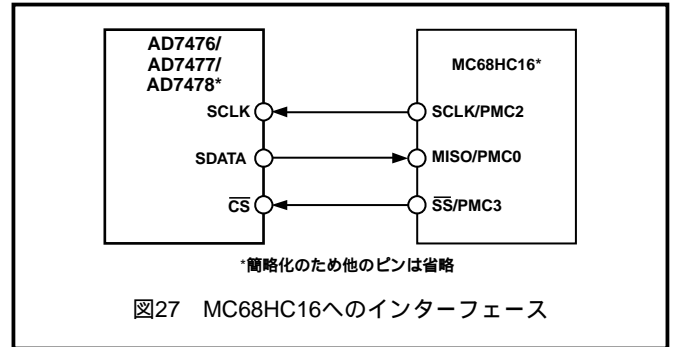 AD7476/
AD7477/
AD7478*
MC68HC16*
SCLK
SCLK/PMC2
SDATA
MISO/PMC0
C̅S̅
S̅S̅/PMC3
*簡略化のため他のピンは省略
図27 MC68HC16へのインターフェース